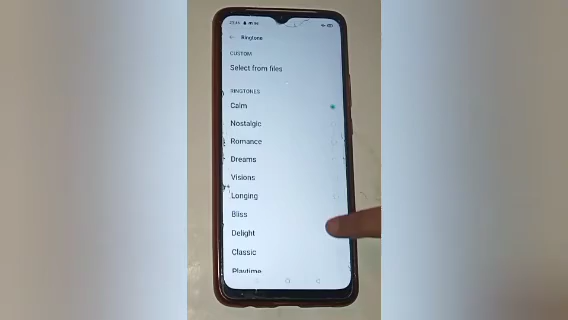 Ringtone
CUSTOM
Select from files
RINGTONES
Calm
Nostalgic
Romance
Dreams
Visions
Longing
Bliss
Delight
Classic
Playtime